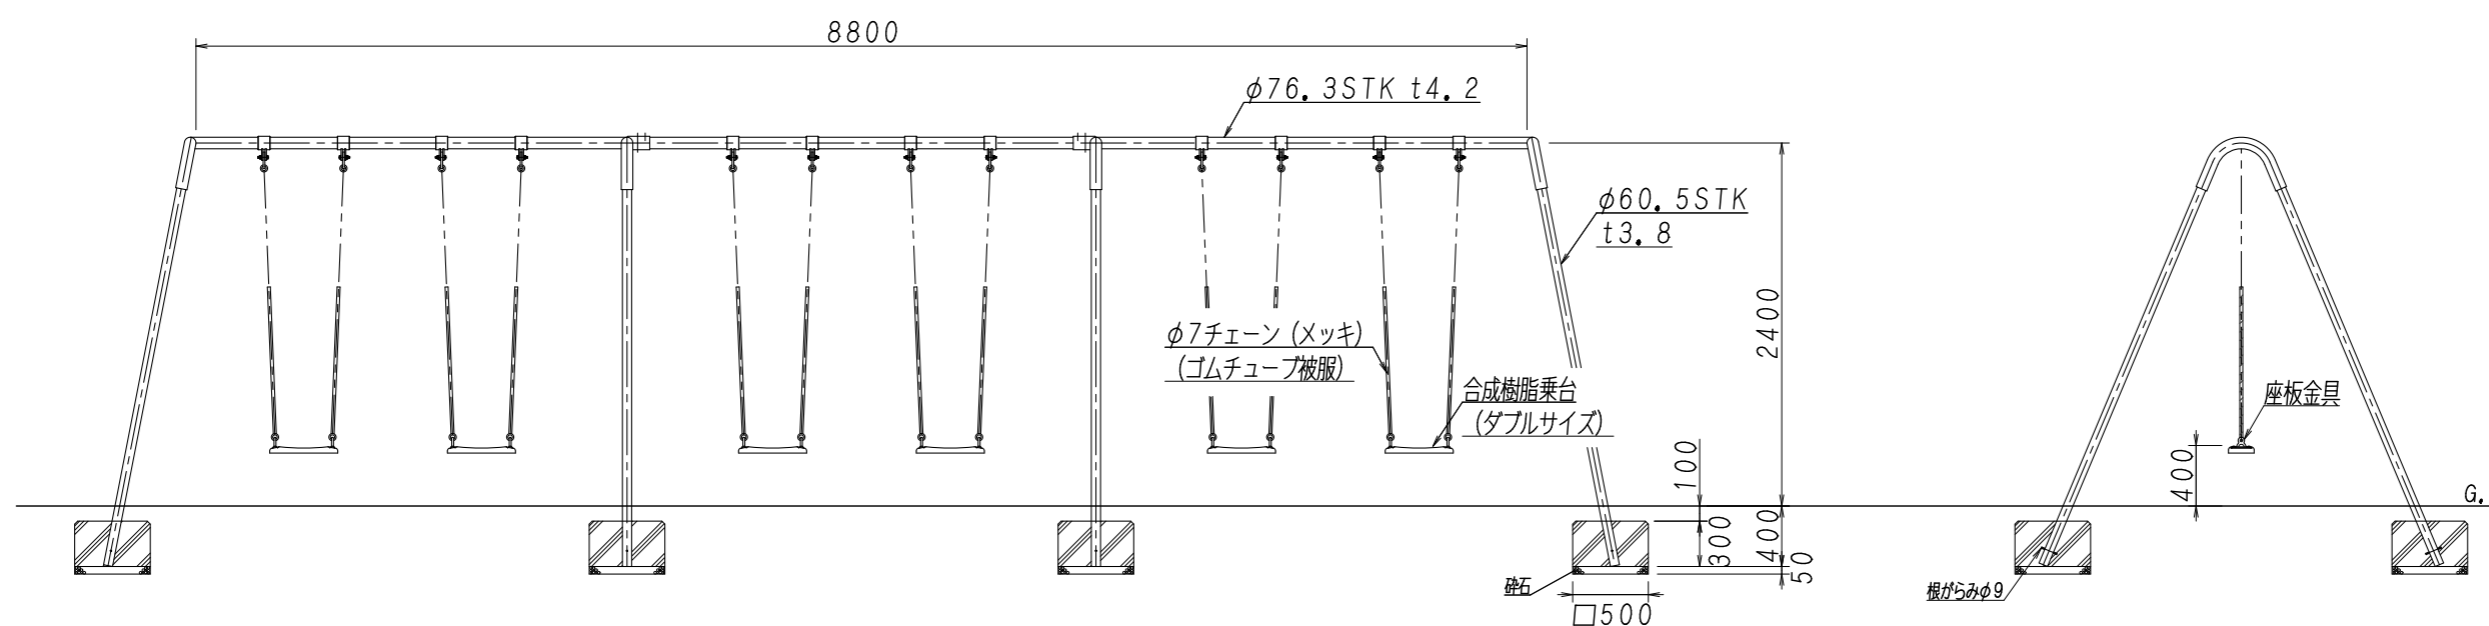 8800
φ76.3STK t4.2
φ60.5STK
t3.8
2400
φ7チェーン(メッキ)
(ゴムチューブ被服)
合成樹脂乗台
(ダブルサイズ)
座板金具
100
400
G.
300
400
50
砕石
□500
根がらみφ9